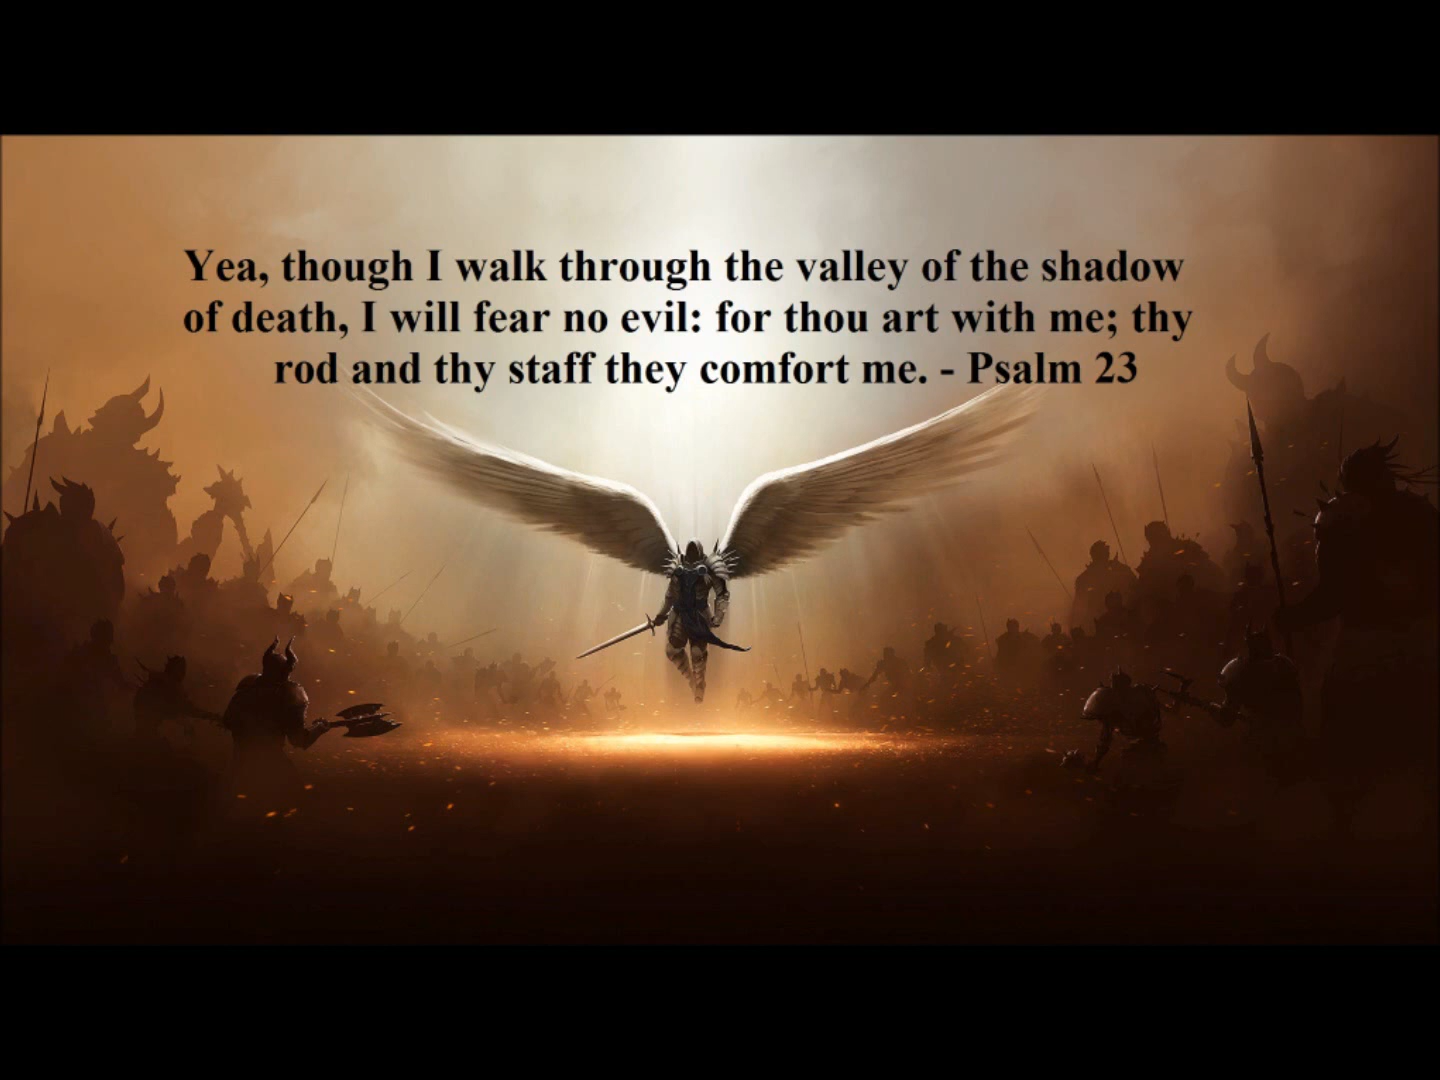 Yea, though I walk through the valley of the shadow
of death, I will fear no evil: for thou art with me; thy
rod and thy staff they comfort me. - Psalm 23